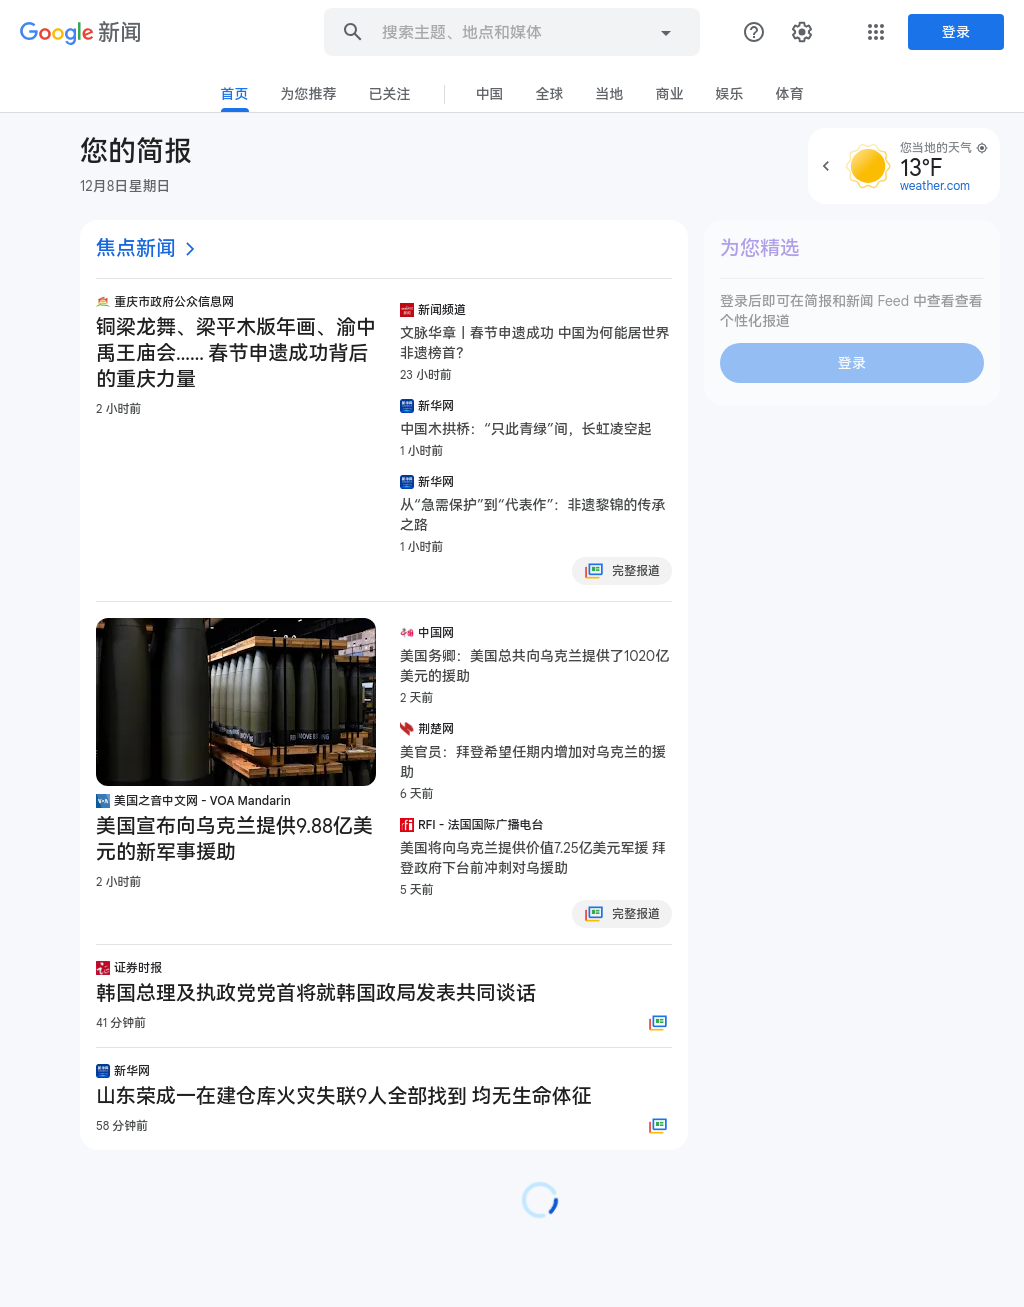 Google 新闻
搜索主题、地点和媒体
登录
首页 为您推荐 已关注 中国 全球 当地 商业 娱乐 体育
您的简报
12月8日星期日
您当地的天气
13°F
weather.com
焦点新闻
重庆市政府公众信息网
铜梁龙舞、梁平木版年画、渝中
禹王庙会…… 春节申遗成功背后
的重庆力量
2 小时前
新闻频道
文脉华章丨春节申遗成功 中国为何能居世界
非遗榜首？
23 小时前
新华网
中国木拱桥：“只此青绿”间，长虹凌空起
1 小时前
新华网
从“急需保护”到“代表作”：非遗黎锦的传承
之路
1 小时前
完整报道
美国之音中文网 - VOA Mandarin
美国宣布向乌克兰提供9.88亿美
元的新军事援助
2 小时前
中国网
美国务卿：美国总共向乌克兰提供了1020亿
美元的援助
2 天前
荆楚网
美官员：拜登希望任期内增加对乌克兰的援
助
6 天前
RFI - 法国国际广播电台
美国将向乌克兰提供价值7.25亿美元军援 拜
登政府下台前冲刺对乌援助
5 天前
完整报道
证券时报
韩国总理及执政党党首将就韩国政局发表共同谈话
41 分钟前
新华网
山东荣成一在建仓库火灾失联9人全部找到 均无生命体征
58 分钟前
为您精选
登录后即可在简报和新闻 Feed 中查看查看
个性化报道
登录